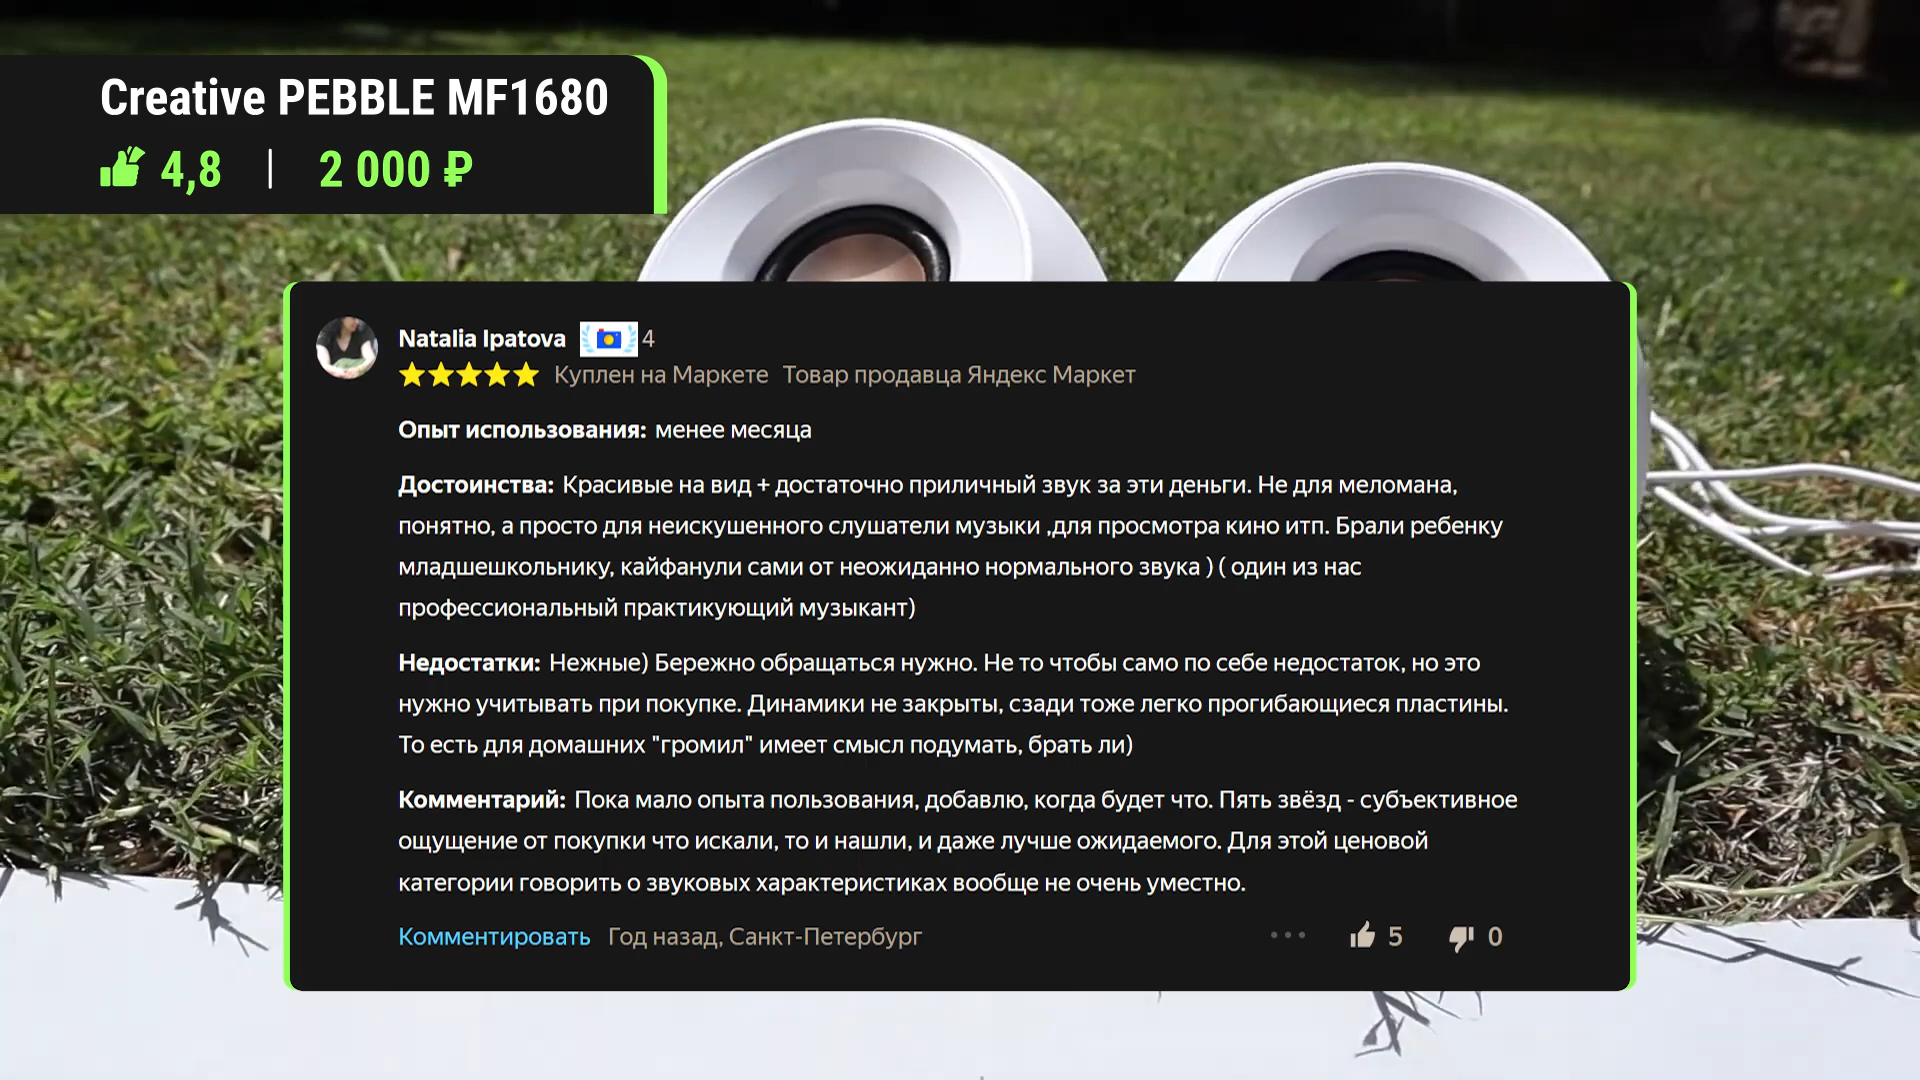 Creative PEBBLE MF1680
4,8 | 2 000 ₽
Natalia Ipatova 4
Куплен на Маркете Товар продавца Яндекс Маркет
Опыт использования: менее месяца
Достоинства: Красивые на вид + достаточно приличный звук за эти деньги. Не для меломана,
понятно, а просто для неискушенного слушатели музыки ,для просмотра кино итп. Брали ребенку
младшешкольнику, кайфанули сами от неожиданно нормального звука ) ( один из нас
профессиональный практикующий музыкант)
Недостатки: Нежные) Бережно обращаться нужно. Не то чтобы само по себе недостаток, но это
нужно учитывать при покупке. Динамики не закрыты, сзади тоже легко прогибающиеся пластины.
То есть для домашних "громил" имеет смысл подумать, брать ли)
Комментарий: Пока мало опыта пользования, добавлю, когда будет что. Пять звёзд - субъективное
ощущение от покупки что искали, то и нашли, и даже лучше ожидаемого. Для этой ценовой
категории говорить о звуковых характеристиках вообще не очень уместно.
Комментировать Год назад, Санкт-Петербург ... 5 0